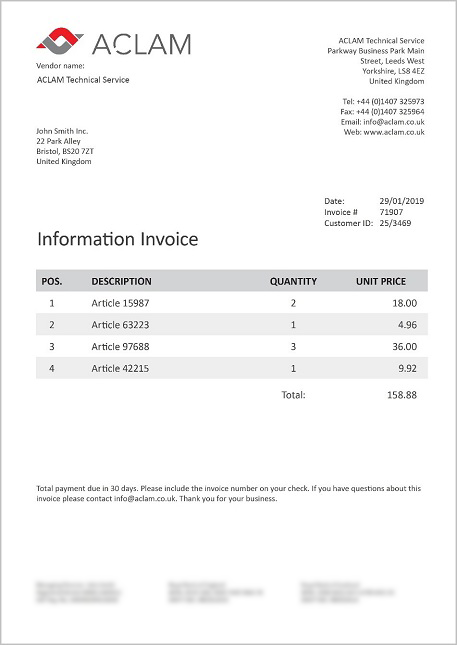 ACLAM
Vendor name:
ACLAM Technical Service
ACLAM Technical Service
Parkway Business Park Main
Street, Leeds West
Yorkshire, LS8 4EZ
United Kingdom
Tel: +44 (0)1407 325973
Fax: +44 (0)1407 325964
Email: info@aclam.co.uk
Web: www.aclam.co.uk
John Smith Inc.
22 Park Alley
Bristol, BS20 7ZT
United Kingdom
Date: 29/01/2019
Invoice # 71907
Customer ID: 25/3469
Information Invoice
POS. DESCRIPTION QUANTITY UNIT PRICE
1 Article 15987 2 18.00
2 Article 63223 1 4.96
3 Article 97688 3 36.00
4 Article 42215 1 9.92
Total: 158.88
Total payment due in 30 days. Please include the invoice number on your check. If you have questions about this
invoice please contact info@aclam.co.uk. Thank you for your business.